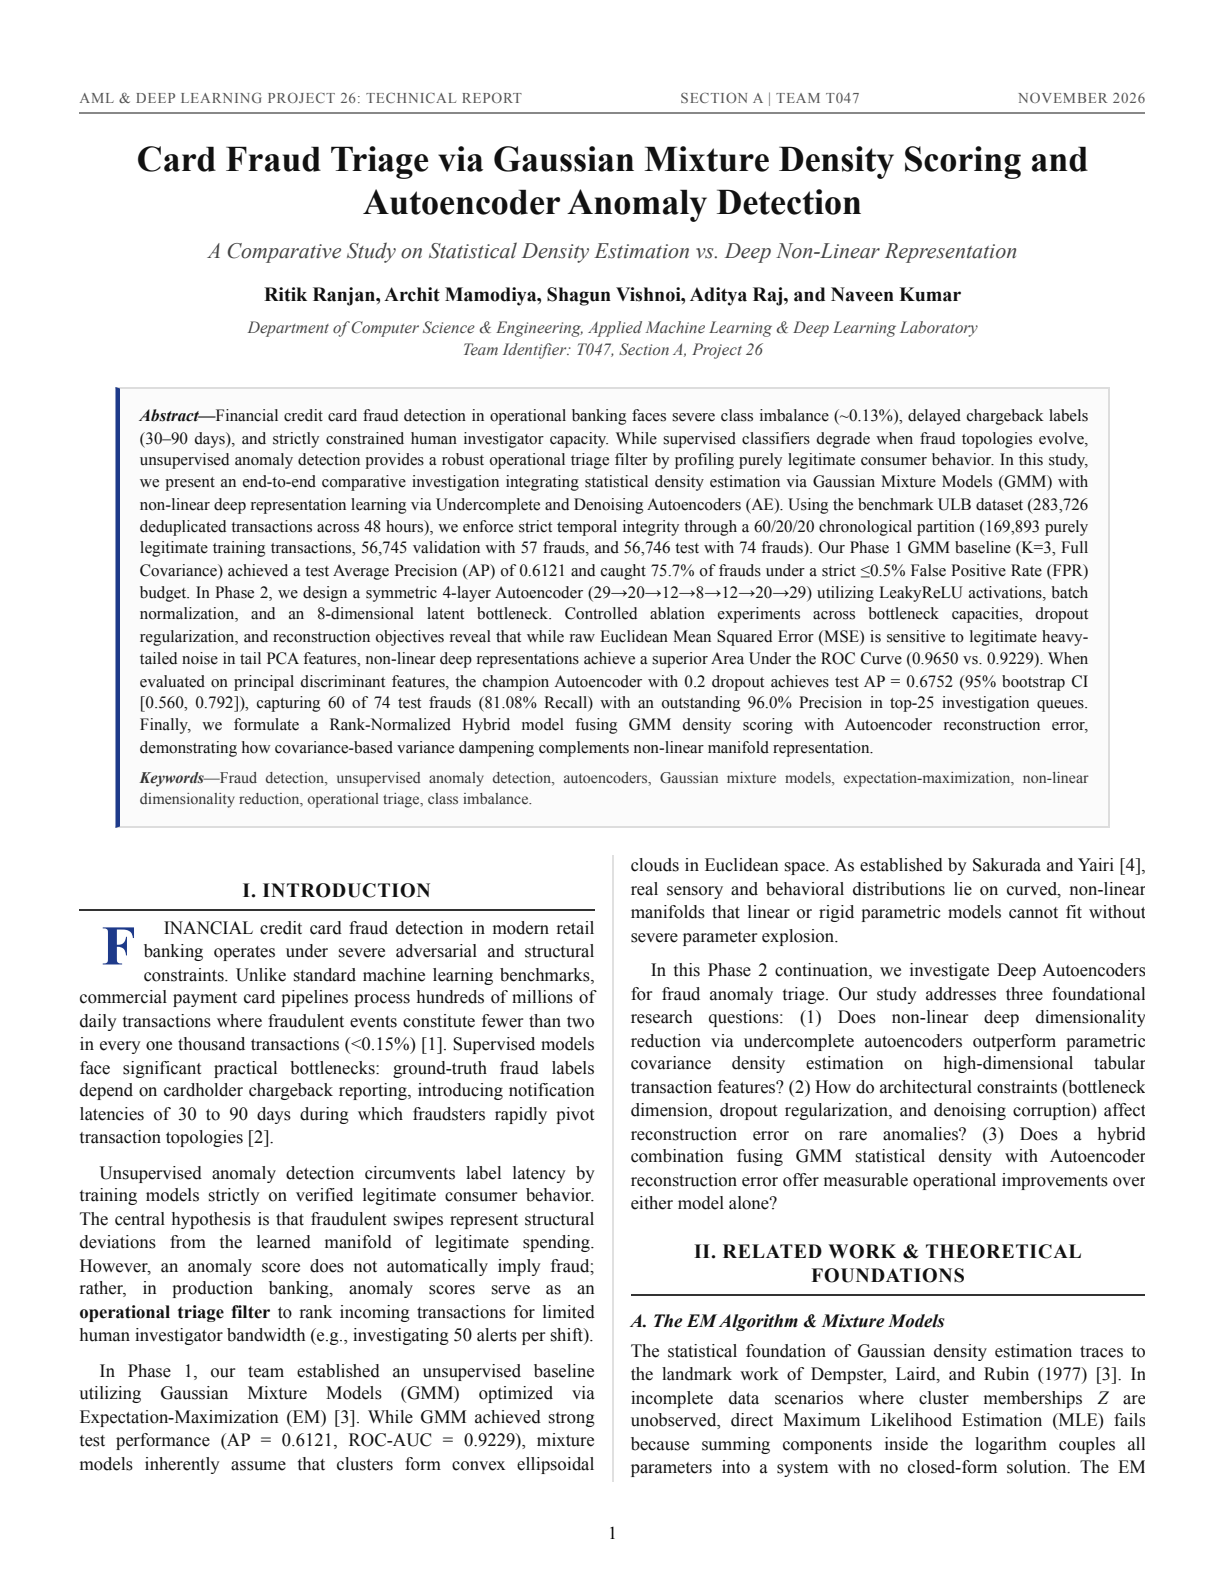 AML & DEEP LEARNING PROJECT 26: TECHNICAL REPORT SECTION A | TEAM T047 NOVEMBER 2026
Card Fraud Triage via Gaussian Mixture Density Scoring and
Autoencoder Anomaly Detection
A Comparative Study on Statistical Density Estimation vs. Deep Non-Linear Representation
Ritik Ranjan, Archit Mamodiya, Shagun Vishnoi, Aditya Raj, and Naveen Kumar
Department of Computer Science & Engineering, Applied Machine Learning & Deep Learning Laboratory
Team Identifier: T047, Section A, Project 26
Abstract—Financial credit card fraud detection in operational banking faces severe class imbalance (~0.13%), delayed chargeback labels
(30–90 days), and strictly constrained human investigator capacity. While supervised classifiers degrade when fraud topologies evolve,
unsupervised anomaly detection provides a robust operational triage filter by profiling purely legitimate consumer behavior. In this study,
we present an end-to-end comparative investigation integrating statistical density estimation via Gaussian Mixture Models (GMM) with
non-linear deep representation learning via Undercomplete and Denoising Autoencoders (AE). Using the benchmark ULB dataset (283,726
deduplicated transactions across 48 hours), we enforce strict temporal integrity through a 60/20/20 chronological partition (169,893 purely
legitimate training transactions, 56,745 validation with 57 frauds, and 56,746 test with 74 frauds). Our Phase 1 GMM baseline (K=3, Full
Covariance) achieved a test Average Precision (AP) of 0.6121 and caught 75.7% of frauds under a strict ≤0.5% False Positive Rate (FPR)
budget. In Phase 2, we design a symmetric 4-layer Autoencoder (29→20→12→8→12→20→29) utilizing LeakyReLU activations, batch
normalization, and an 8-dimensional latent bottleneck. Controlled ablation experiments across bottleneck capacities, dropout
regularization, and reconstruction objectives reveal that while raw Euclidean Mean Squared Error (MSE) is sensitive to legitimate heavy-
tailed noise in tail PCA features, non-linear deep representations achieve a superior Area Under the ROC Curve (0.9650 vs. 0.9229). When
evaluated on principal discriminant features, the champion Autoencoder with 0.2 dropout achieves test AP = 0.6752 (95% bootstrap CI
[0.560, 0.792]), capturing 60 of 74 test frauds (81.08% Recall) with an outstanding 96.0% Precision in top-25 investigation queues.
Finally, we formulate a Rank-Normalized Hybrid model fusing GMM density scoring with Autoencoder reconstruction error,
demonstrating how covariance-based variance dampening complements non-linear manifold representation.
Keywords—Fraud detection, unsupervised anomaly detection, autoencoders, Gaussian mixture models, expectation-maximization, non-linear
dimensionality reduction, operational triage, class imbalance.
I. INTRODUCTION
FINANCIAL credit card fraud detection in modern retail
banking operates under severe adversarial and structural
constraints. Unlike standard machine learning benchmarks,
commercial payment card pipelines process hundreds of millions of
daily transactions where fraudulent events constitute fewer than two
in every one thousand transactions (<0.15%) [1]. Supervised models
face significant practical bottlenecks: ground-truth fraud labels
depend on cardholder chargeback reporting, introducing notification
latencies of 30 to 90 days during which fraudsters rapidly pivot
transaction topologies [2].
Unsupervised anomaly detection circumvents label latency by
training models strictly on verified legitimate consumer behavior.
The central hypothesis is that fraudulent swipes represent structural
deviations from the learned manifold of legitimate spending.
However, an anomaly score does not automatically imply fraud;
rather, in production banking, anomaly scores serve as an
operational triage filter to rank incoming transactions for limited
human investigator bandwidth (e.g., investigating 50 alerts per shift).
In Phase 1, our team established an unsupervised baseline
utilizing Gaussian Mixture Models (GMM) optimized via
Expectation-Maximization (EM) [3]. While GMM achieved strong
test performance (AP = 0.6121, ROC-AUC = 0.9229), mixture
models inherently assume that clusters form convex ellipsoidal
clouds in Euclidean space. As established by Sakurada and Yairi [4],
real sensory and behavioral distributions lie on curved, non-linear
manifolds that linear or rigid parametric models cannot fit without
severe parameter explosion.
In this Phase 2 continuation, we investigate Deep Autoencoders
for fraud anomaly triage. Our study addresses three foundational
research questions: (1) Does non-linear deep dimensionality
reduction via undercomplete autoencoders outperform parametric
covariance density estimation on high-dimensional tabular
transaction features? (2) How do architectural constraints (bottleneck
dimension, dropout regularization, and denoising corruption) affect
reconstruction error on rare anomalies? (3) Does a hybrid
combination fusing GMM statistical density with Autoencoder
reconstruction error offer measurable operational improvements over
either model alone?
II. RELATED WORK & THEORETICAL
FOUNDATIONS
A. The EM Algorithm & Mixture Models
The statistical foundation of Gaussian density estimation traces to
the landmark work of Dempster, Laird, and Rubin (1977) [3]. In
incomplete data scenarios where cluster memberships Z are
unobserved, direct Maximum Likelihood Estimation (MLE) fails
because summing components inside the logarithm couples all
parameters into a system with no closed-form solution. The EM
1